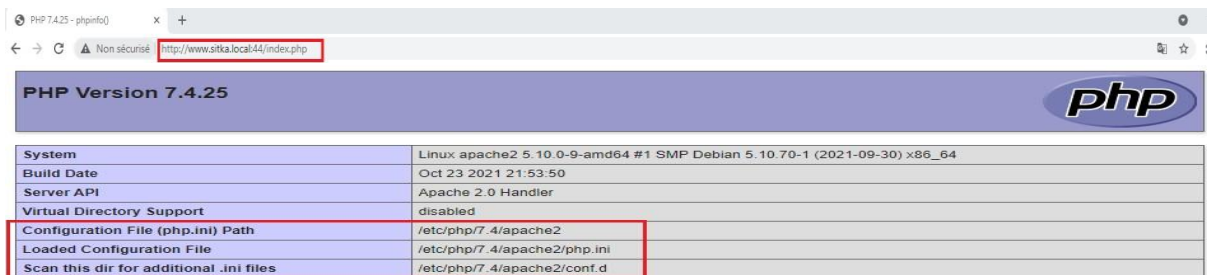 PHP 7.4.25 - phpinfo()
Non sécurisé http://www.sitka.local:44/index.php
PHP Version 7.4.25
php
System Linux apache2 5.10.0-9-amd64 #1 SMP Debian 5.10.70-1 (2021-09-30) x86_64
Build Date Oct 23 2021 21:53:50
Server API Apache 2.0 Handler
Virtual Directory Support disabled
Configuration File (php.ini) Path /etc/php/7.4/apache2
Loaded Configuration File /etc/php/7.4/apache2/php.ini
Scan this dir for additional .ini files /etc/php/7.4/apache2/conf.d